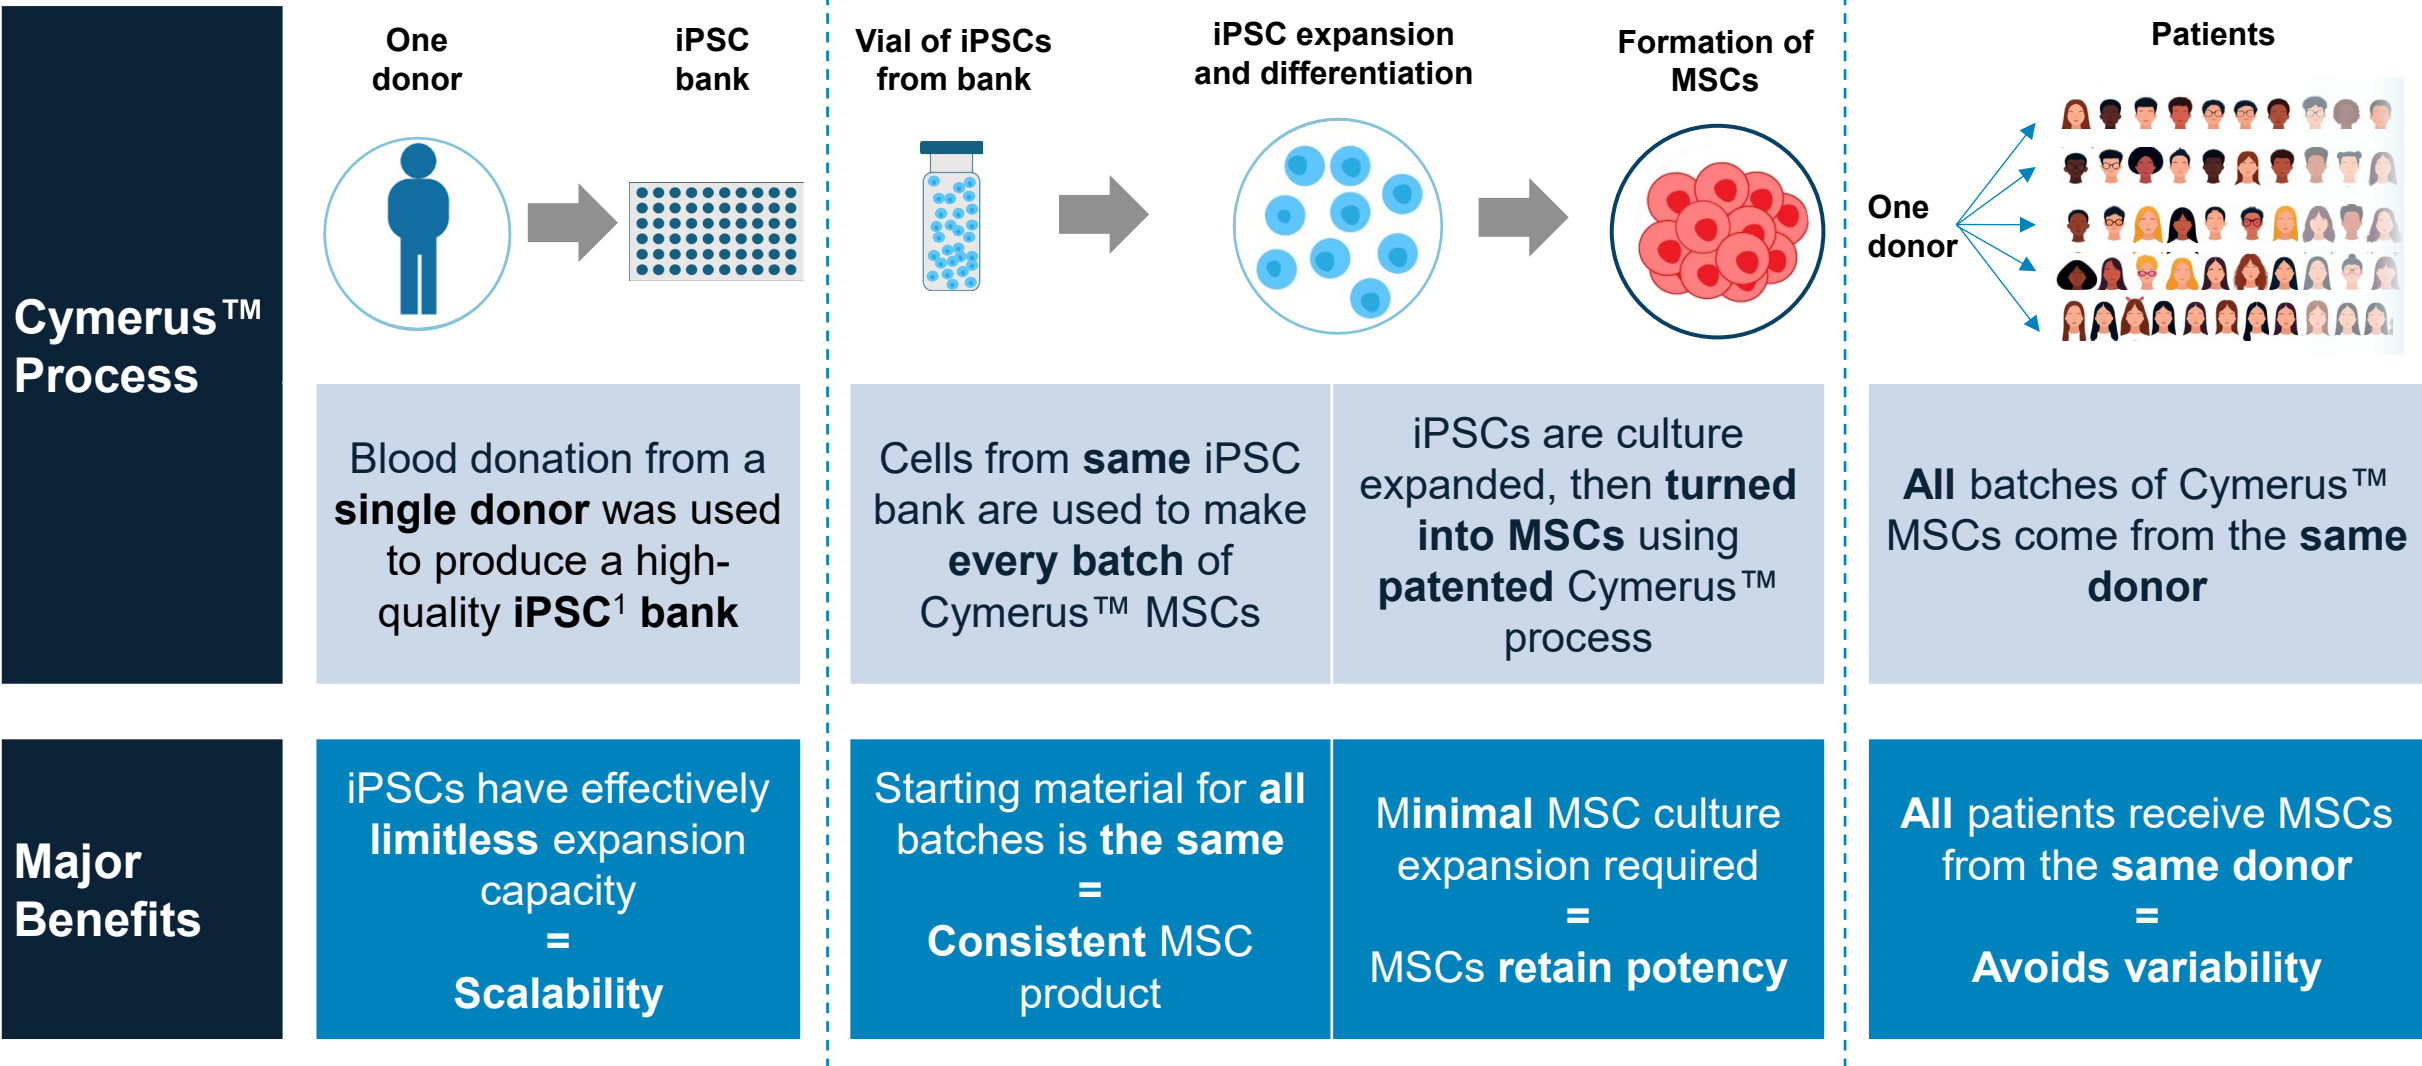 One
donor
iPSC
bank
Vial of iPSCs
from bank
iPSC expansion
and differentiation
Formation of
MSCs
Patients
One
donor
Cymerus™
Process
Blood donation from a
single donor was used
to produce a high-
quality iPSC¹ bank
Cells from same iPSC
bank are used to make
every batch of
Cymerus™ MSCs
iPSCs are culture
expanded, then turned
into MSCs using
patented Cymerus™
process
All batches of Cymerus™
MSCs come from the same
donor
Major
Benefits
iPSCs have effectively
limitless expansion
capacity
=
Scalability
Starting material for all
batches is the same
=
Consistent MSC
product
Minimal MSC culture
expansion required
=
MSCs retain potency
All patients receive MSCs
from the same donor
=
Avoids variability